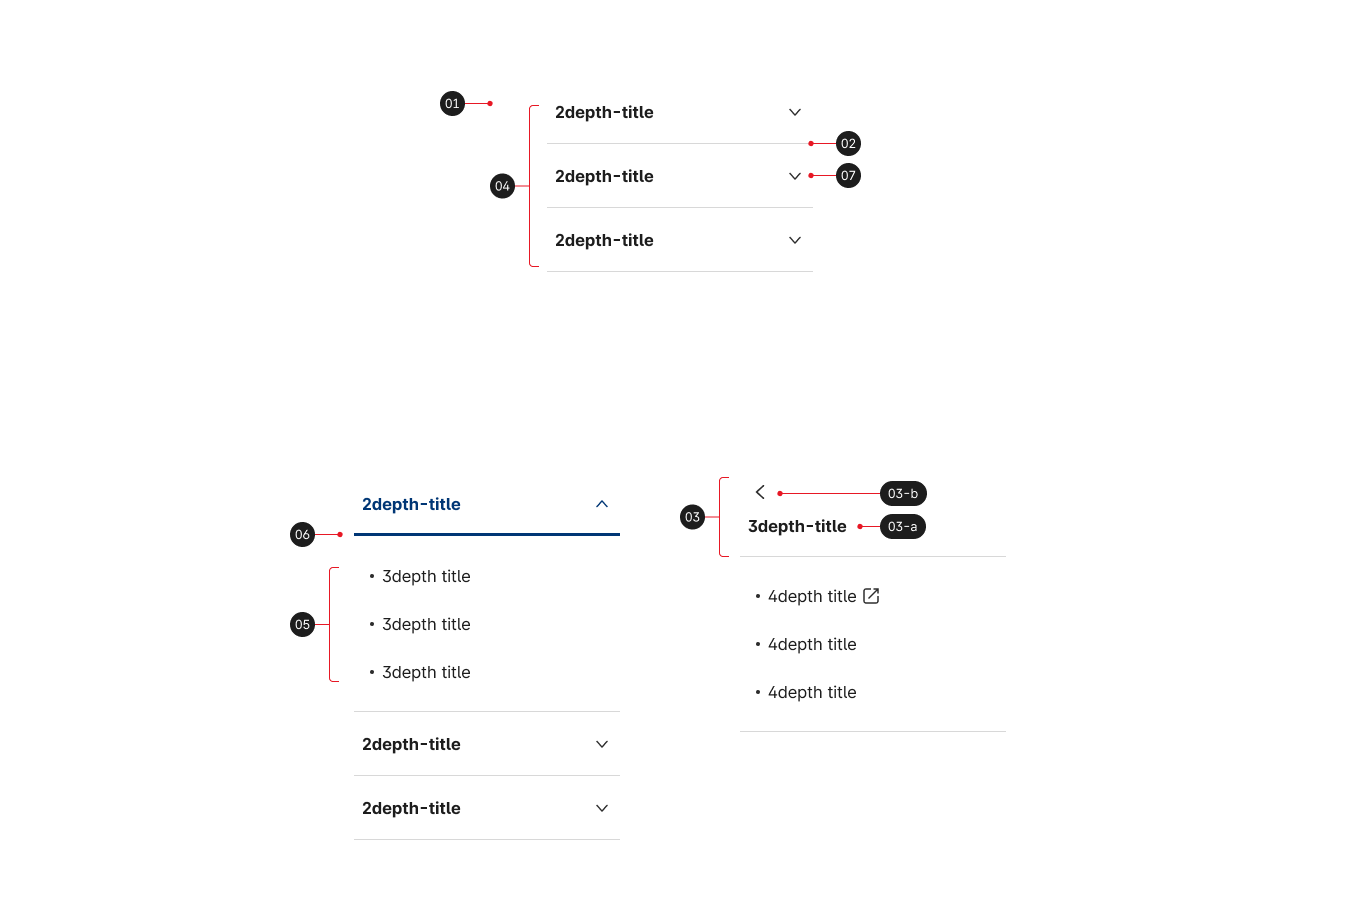 01
2depth-title
02
04
2depth-title
07
2depth-title
2depth-title
06
3depth title
05
3depth title
3depth title
2depth-title
2depth-title
03-b
03
3depth-title
03-a
4depth title
4depth title
4depth title